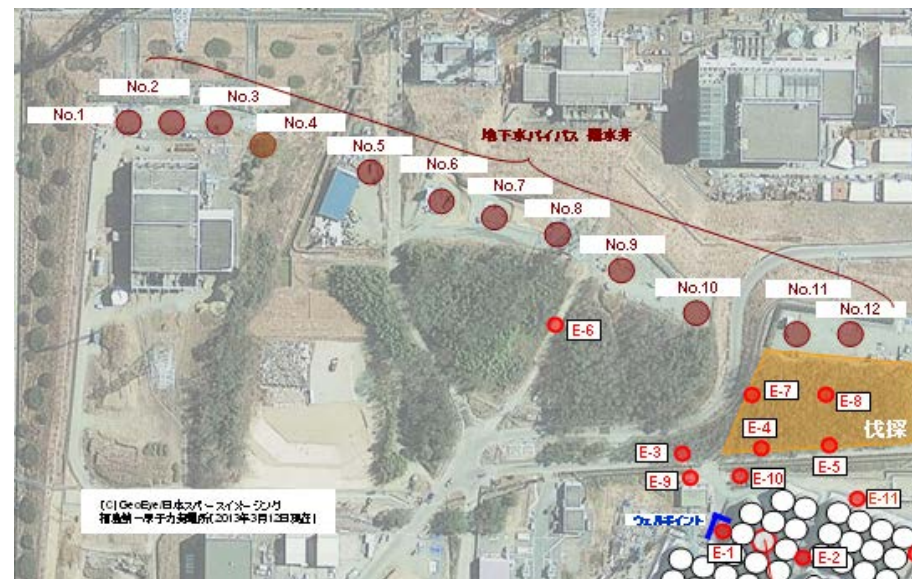 No.2
No.1
No.3
No.4
No.5
No.6
No.7
No.8
No.9
No.10
No.11
No.12
地下水バイパス 揚水井
E-6
E-7
E-8
伐採
E-4
E-3
E-5
E-9
E-10
E-11
ウェルポイント
E-1
E-2
(C)GeoEye/日本スペースイメージング
福島第一原子力発電所(2013年3月12日現在)